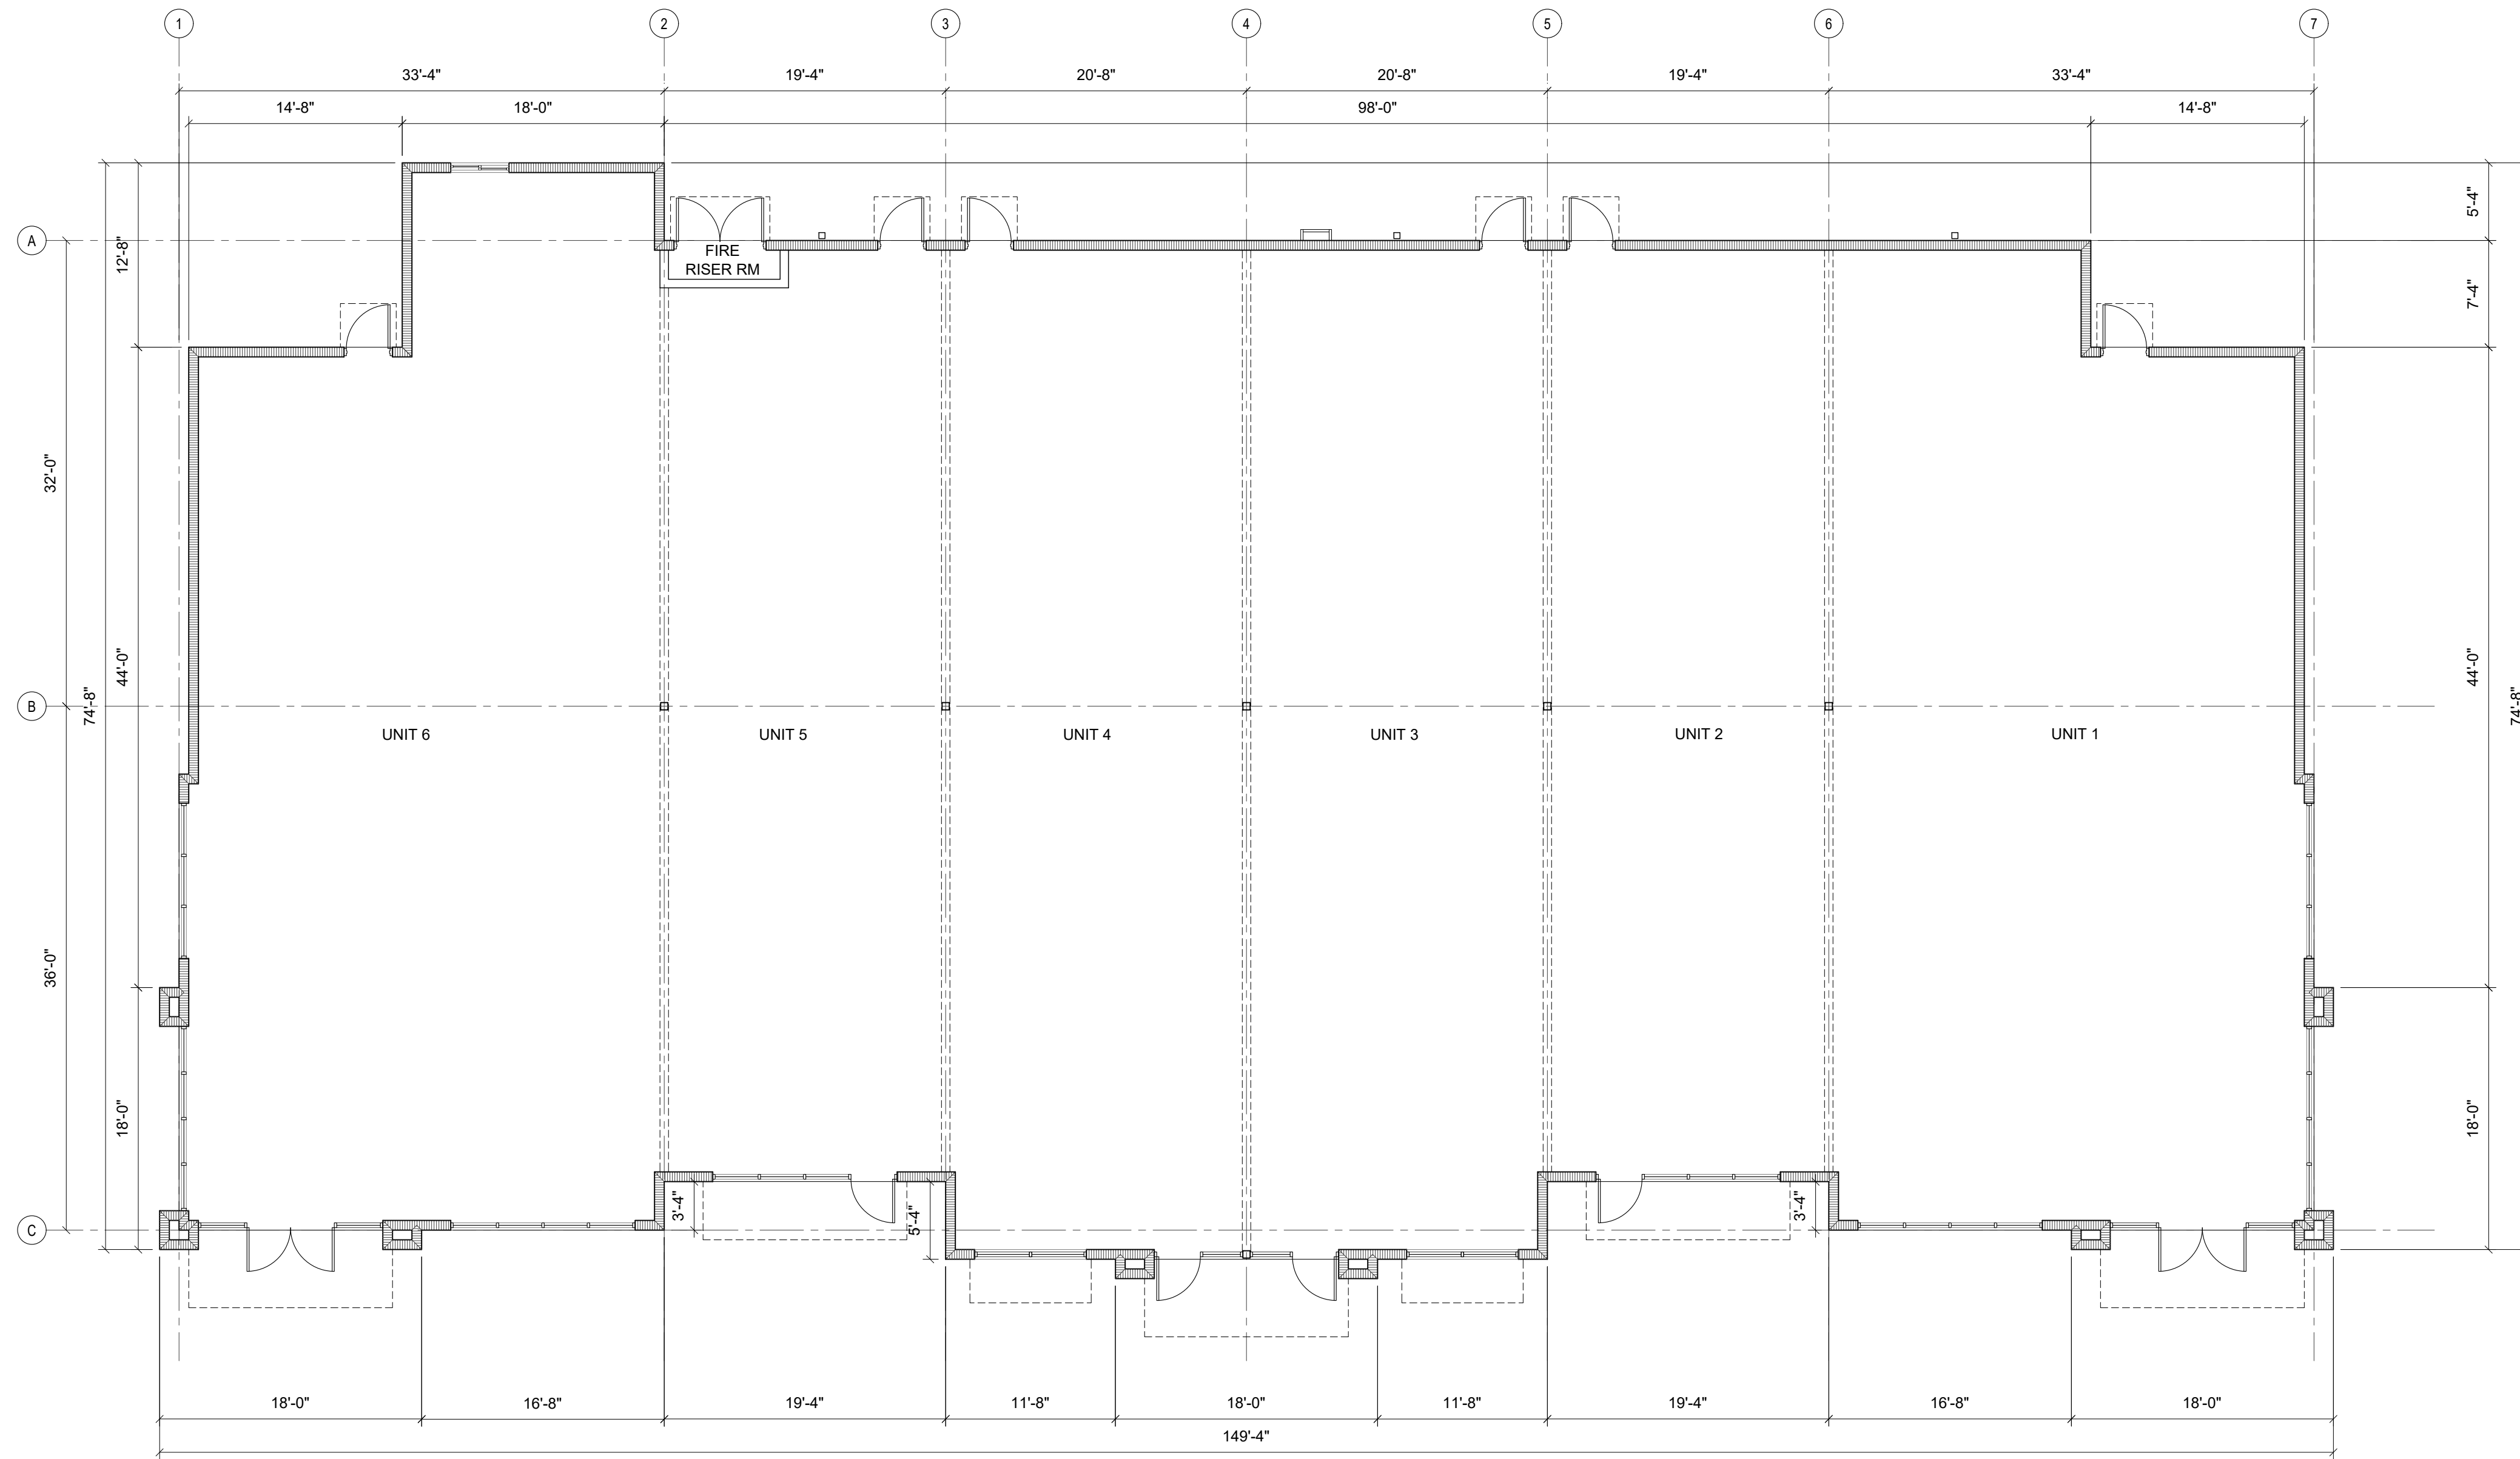 1 2 3 4 5 6 7
33'-4" 19'-4" 20'-8" 20'-8" 19'-4" 33'-4"
14'-8" 18'-0" 98'-0" 14'-8"
5'-4"
A
12'-8"
FIRE
RISER RM
7'-4"
32'-0"
44'-0"
74'-8"
44'-0"
74'-8"
B
UNIT 6 UNIT 5 UNIT 4 UNIT 3 UNIT 2 UNIT 1
36'-0"
18'-0"
18'-0"
3'-4" 5'-4" 3'-4"
C
18'-0" 16'-8" 19'-4" 11'-8" 18'-0" 11'-8" 19'-4" 16'-8" 18'-0"
149'-4"